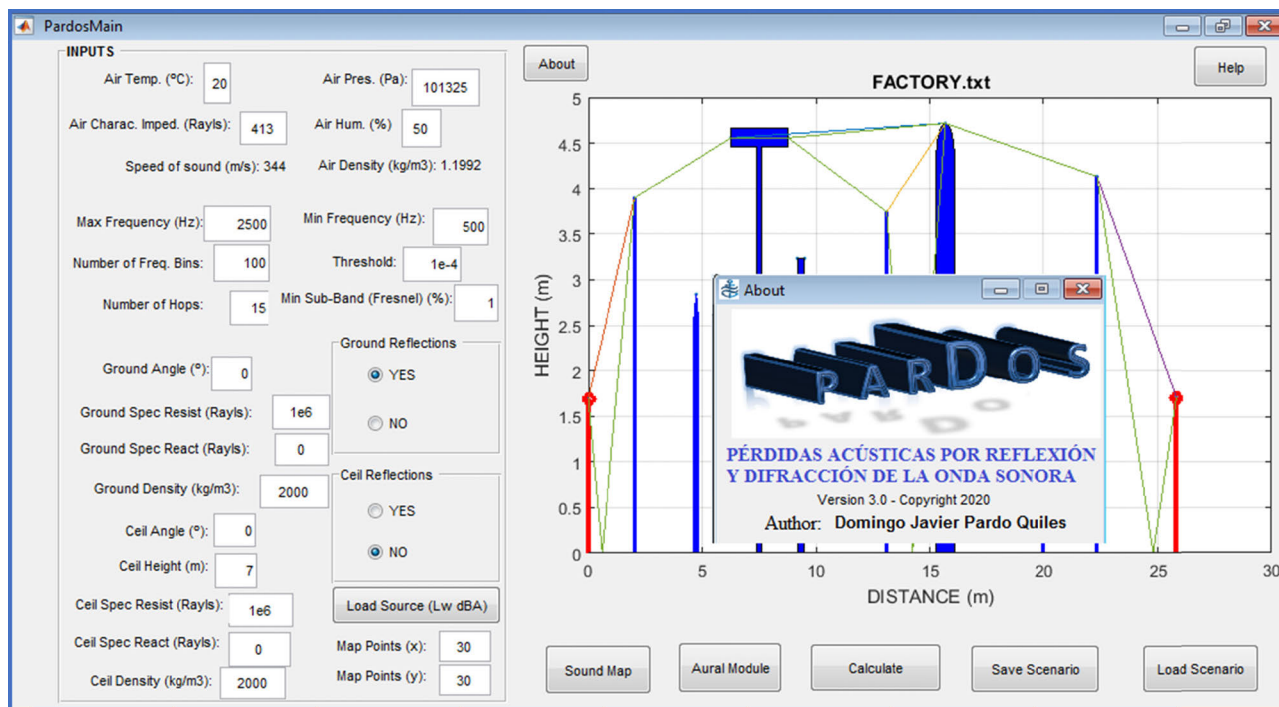 PardosMain
INPUTS
Air Temp. (ºC): 20
Air Pres. (Pa): 101325
Air Charac. Imped. (Rayls): 413
Air Hum. (%) 50
Speed of sound (m/s): 344
Air Density (kg/m3): 1.1992
Max Frequency (Hz): 2500
Min Frequency (Hz): 500
Number of Freq. Bins: 100
Threshold: 1e-4
Number of Hops: 15
Min Sub-Band (Fresnel) (%): 1
Ground Angle (º): 0
Ground Spec Resist (Rayls): 1e6
Ground Spec React (Rayls): 0
Ground Density (kg/m3): 2000
Ground Reflections
YES
NO
Ceil Reflections
YES
NO
Ceil Angle (º): 0
Ceil Height (m): 7
Ceil Spec Resist (Rayls): 1e6
Ceil Spec React (Rayls): 0
Ceil Density (kg/m3): 2000
Load Source (Lw dBA)
Map Points (x): 30
Map Points (y): 30
About
Help
FACTORY.txt
HEIGHT (m)
5
4.5
4
3.5
3
2.5
2
1.5
1
0.5
0
0 5 10 15 20 25 30
DISTANCE (m)
About
PARDOS
PÉRDIDAS ACÚSTICAS POR REFLEXIÓN
Y DIFRACCIÓN DE LA ONDA SONORA
Version 3.0 - Copyright 2020
Author: Domingo Javier Pardo Quiles
Sound Map
Aural Module
Calculate
Save Scenario
Load Scenario